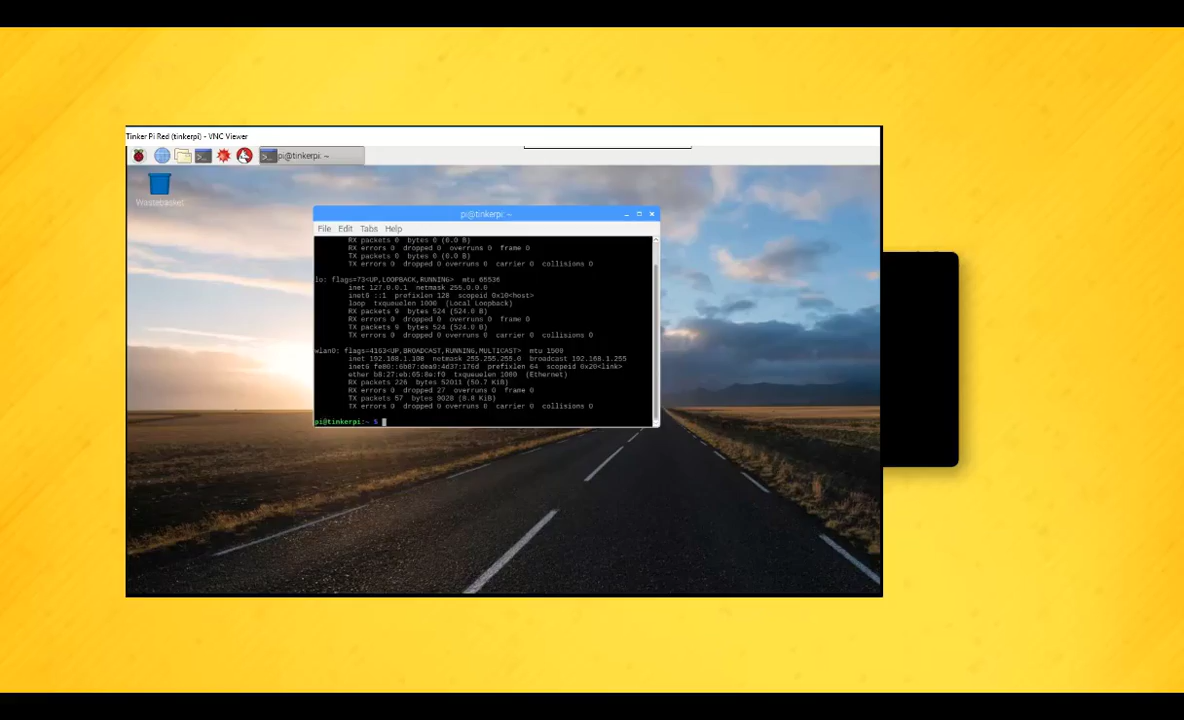 Tinker Pi Red (tinkerpi) - VNC Viewer
pi@tinkerpi: ~
Wastebasket
pi@tinkerpi: ~
File Edit Tabs Help
RX packets 0 bytes 0 (0.0 B)
RX errors 0 dropped 0 overruns 0 frame 0
TX packets 0 bytes 0 (0.0 B)
TX errors 0 dropped 0 overruns 0 carrier 0 collisions 0
lo: flags=73<UP,LOOPBACK,RUNNING> mtu 65536
inet 127.0.0.1 netmask 255.0.0.0
inet6 ::1 prefixlen 128 scopeid 0x10<host>
loop txqueuelen 1000 (Local Loopback)
RX packets 9 bytes 524 (524.0 B)
RX errors 0 dropped 0 overruns 0 frame 0
TX packets 9 bytes 524 (524.0 B)
TX errors 0 dropped 0 overruns 0 carrier 0 collisions 0
wlan0: flags=4163<UP,BROADCAST,RUNNING,MULTICAST> mtu 1500
inet 192.168.1.108 netmask 255.255.255.0 broadcast 192.168.1.255
inet6 fe80::6b87:dea9:4d37:176d prefixlen 64 scopeid 0x20<link>
ether b8:27:eb:65:8e:f0 txqueuelen 1000 (Ethernet)
RX packets 226 bytes 52011 (50.7 KiB)
RX errors 0 dropped 27 overruns 0 frame 0
TX packets 57 bytes 9028 (8.8 KiB)
TX errors 0 dropped 0 overruns 0 carrier 0 collisions 0
pi@tinkerpi:~ $